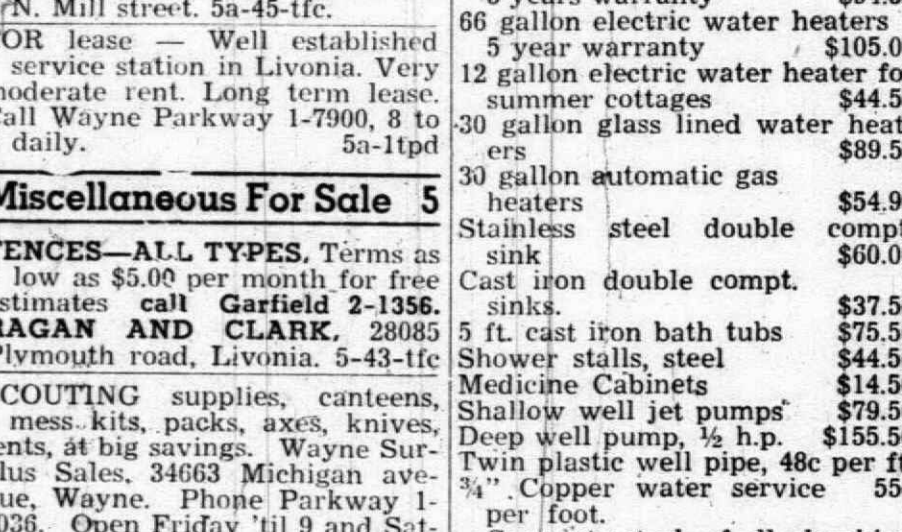 N. Mill street. 5a-45-tfc.
OR lease — Well established
service station in Livonia. Very
moderate rent. Long term lease.
Call Wayne Parkway 1-7900, 8 to
daily. 5a-1tpd
Miscellaneous For Sale 5
ENCES—ALL TYPES. Terms as
low as $5.00 per month for free
stimates call Garfield 2-1356.
RAGAN AND CLARK, 28085
Plymouth road, Livonia. 5-43-tfc
COUTING supplies, canteens,
mess kits, packs, axes, knives,
ents, at big savings. Wayne Sur-
lus Sales, 34663 Michigan ave-
ue, Wayne. Phone Parkway 1-
036. Open Friday 'til 9 and Sat-
66 gallon electric water heaters
5 year warranty $105.0
12 gallon electric water heater fo
summer cottages $44.5
30 gallon glass lined water heat
ers $89.5
30 gallon automatic gas
heaters $54.9
Stainless steel double compt
sink $60.0
Cast iron double compt.
sinks. $37.5
5 ft. cast iron bath tubs $75.5
Shower stalls, steel $44.5
Medicine Cabinets $14.5
Shallow well jet pumps $79.5
Deep well pump, ½ h.p. $155.5
Twin plastic well pipe, 48c per ft
¾" Copper water service 55
per foot.